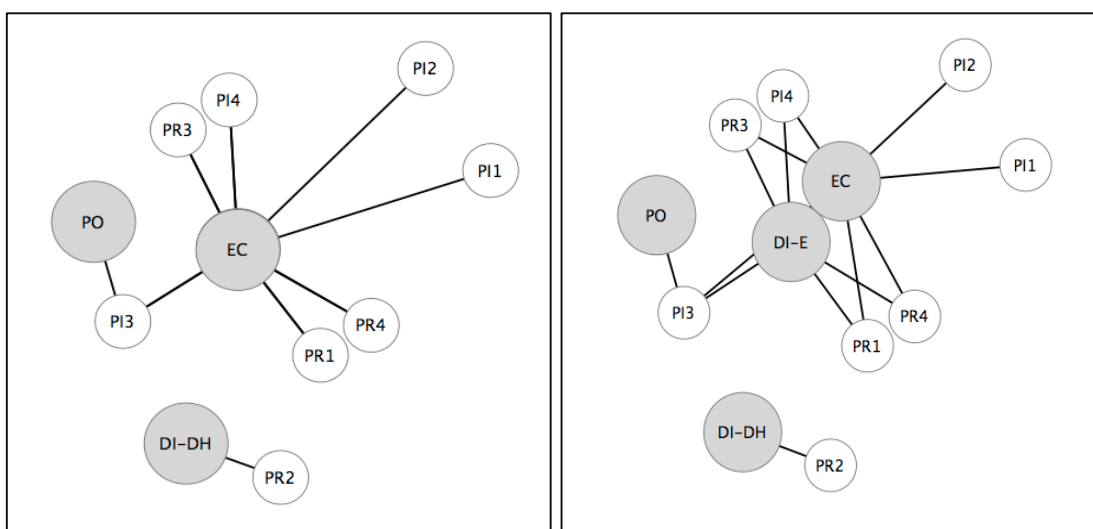 PI2
PI4
PR3
PI1
PO
EC
PI3
PR4
PR1
DI-DH
PR2
PI2
PI4
PR3
PI1
EC
PO
DI-E
PI3
PR4
PR1
DI-DH
PR2